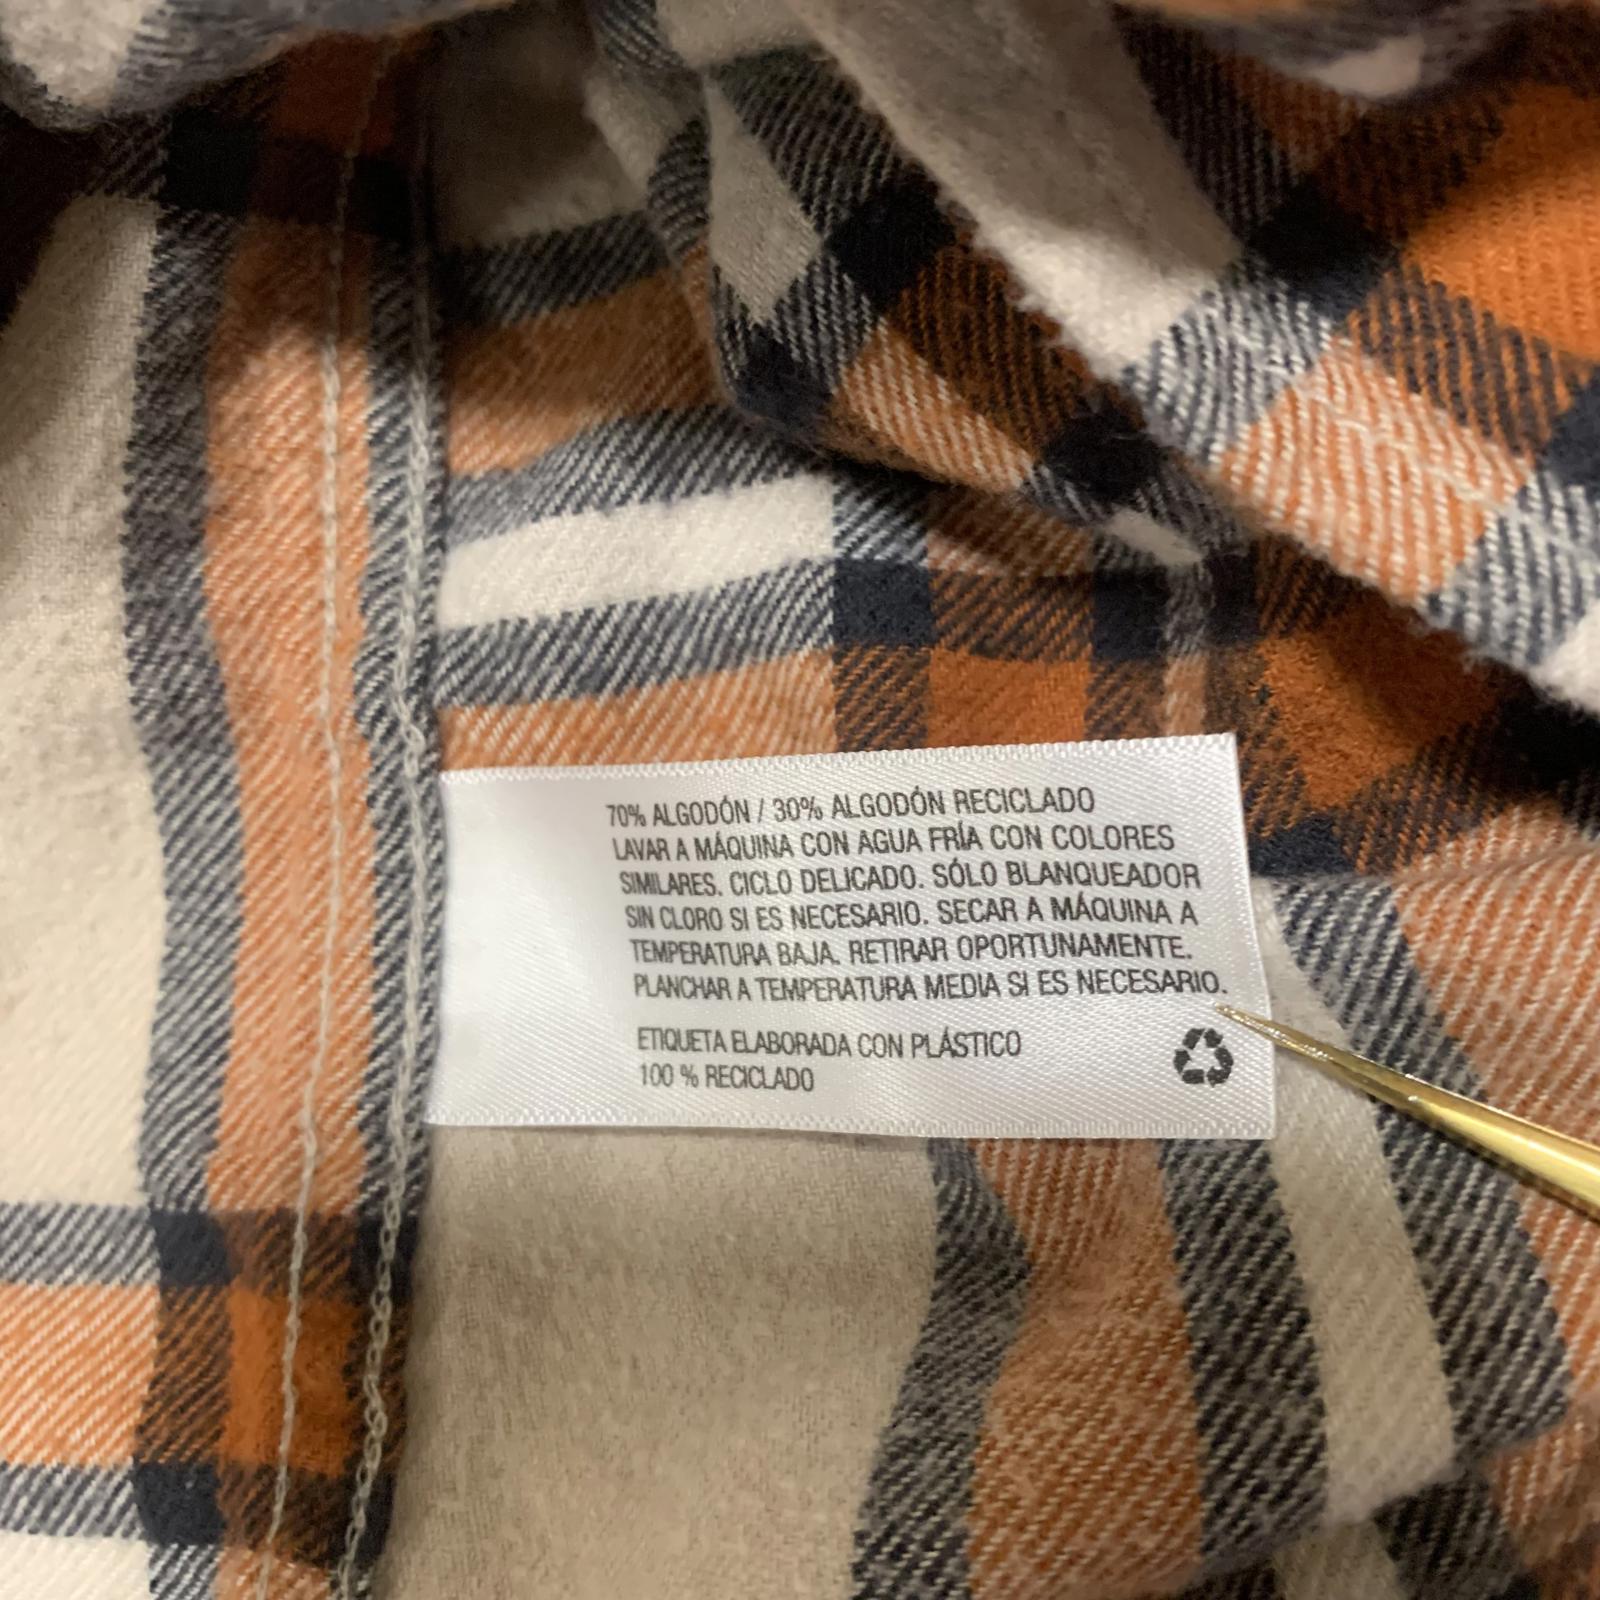 70% ALGODÓN / 30% ALGODÓN RECICLADO
LAVAR A MÁQUINA CON AGUA FRÍA CON COLORES
SIMILARES. CICLO DELICADO. SÓLO BLANQUEADOR
SIN CLORO SI ES NECESARIO. SECAR A MÁQUINA A
TEMPERATURA BAJA. RETIRAR OPORTUNAMENTE.
PLANCHAR A TEMPERATURA MEDIA SI ES NECESARIO.
ETIQUETA ELABORADA CON PLÁSTICO
100 % RECICLADO